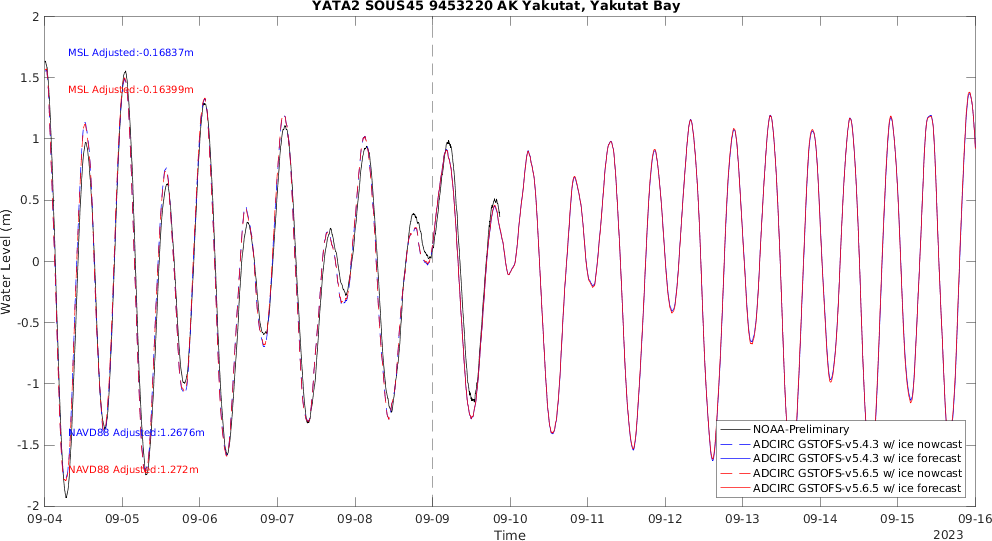 YATA2 SOUS45 9453220 AK Yakutat, Yakutat Bay
MSL Adjusted:-0.16837m
MSL Adjusted:-0.16399m
NAVD88 Adjusted:1.2676m
NAVD88 Adjusted:1.272m
Water Level (m)
2
1.5
1
0.5
0
-0.5
-1
-1.5
-2
NOAA-Preliminary
ADCIRC GSTOFS-v5.4.3 w/ ice nowcast
ADCIRC GSTOFS-v5.4.3 w/ ice forecast
ADCIRC GSTOFS-v5.6.5 w/ ice nowcast
ADCIRC GSTOFS-v5.6.5 w/ ice forecast
09-04 09-05 09-06 09-07 09-08 09-09 09-10 09-11 09-12 09-13 09-14 09-15 09-16
Time
2023